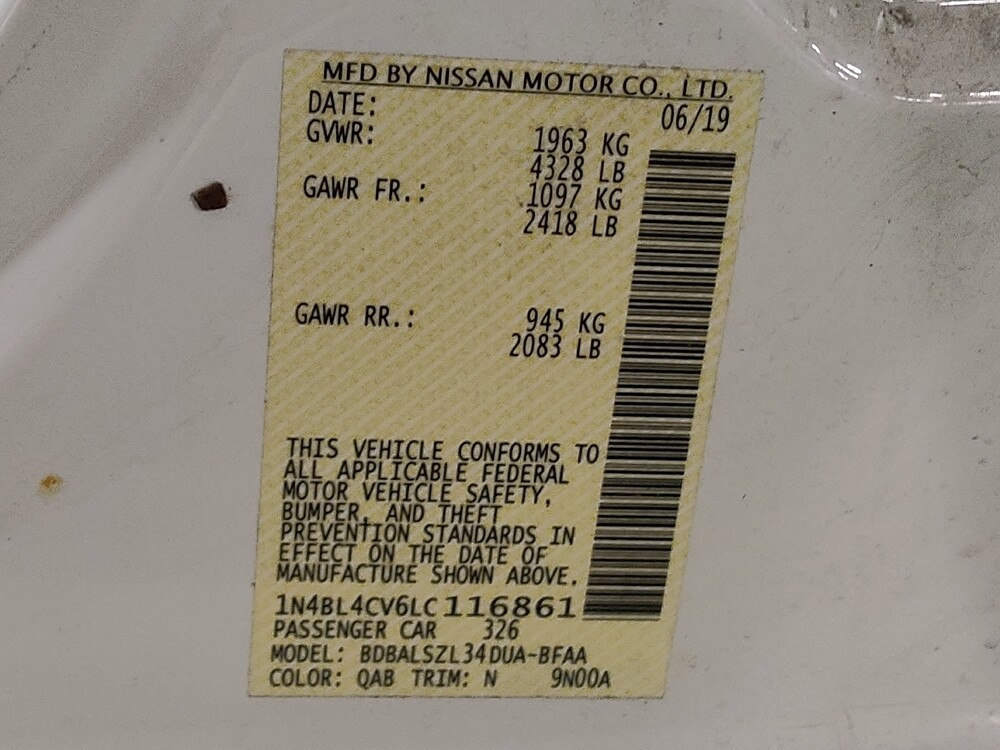 MFD BY NISSAN MOTOR CO., LTD.
DATE: 06/19
GVWR: 1963 KG
4328 LB
GAWR FR.: 1097 KG
2418 LB
GAWR RR.: 945 KG
2083 LB
THIS VEHICLE CONFORMS TO
ALL APPLICABLE FEDERAL
MOTOR VEHICLE SAFETY,
BUMPER, AND THEFT
PREVENTION STANDARDS IN
EFFECT ON THE DATE OF
MANUFACTURE SHOWN ABOVE.
1N4BL4CV6LC116861
PASSENGER CAR 326
MODEL: BDBALSZL34DUA-BFAA
COLOR: QAB TRIM: N 9N00A